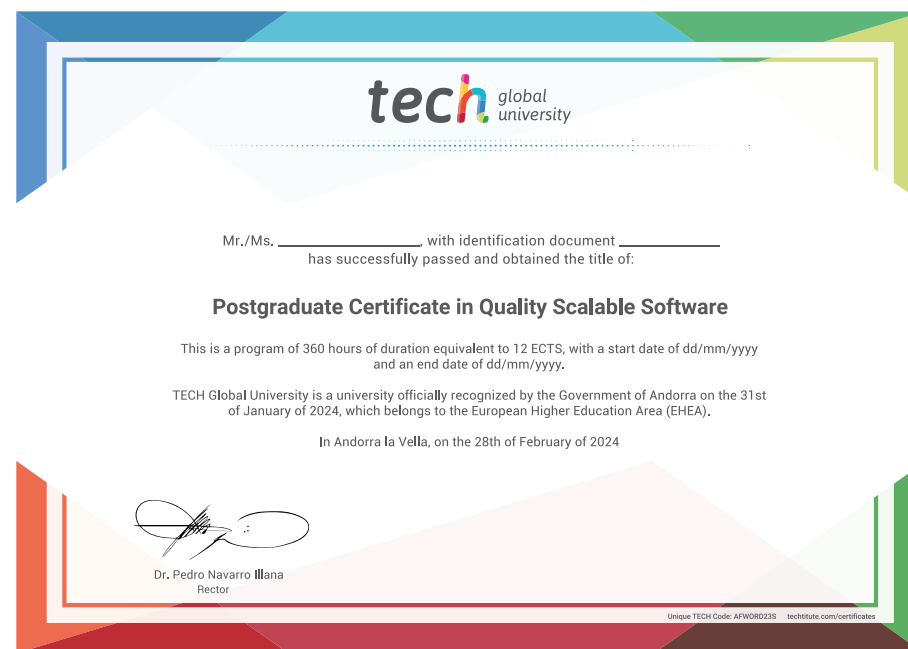 tech global university
Mr./Ms. ____________, with identification document ____________
has successfully passed and obtained the title of:
Postgraduate Certificate in Quality Scalable Software
This is a program of 360 hours of duration equivalent to 12 ECTS, with a start date of dd/mm/yyyy
and an end date of dd/mm/yyyy.
TECH Global University is a university officially recognized by the Government of Andorra on the 31st
of January of 2024, which belongs to the European Higher Education Area (EHEA).
In Andorra la Vella, on the 28th of February of 2024
Dr. Pedro Navarro Illana
Rector
Unique TECH Code: AFWORD23S techtitute.com/certificates